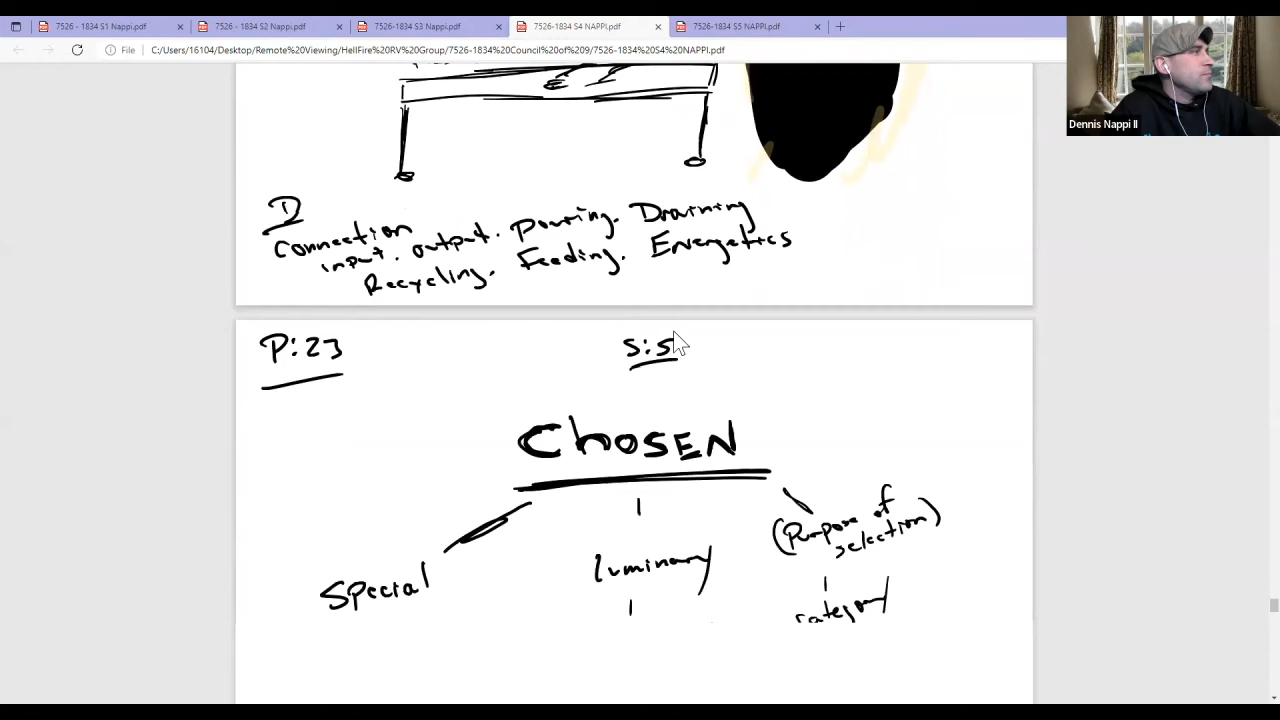 7526 - 1834 S1 Nappi.pdf
7526 - 1834 S2 Nappi.pdf
7526-1834 S3 Nappi.pdf
7526-1834 S4 NAPPI.pdf
7526-1834 S5 NAPPI.pdf
File C:/Users/16104/Desktop/Remote%20Viewing/HellFire%20RV%20Group/7526-1834%20Council%20of%209/7526-1834%20S4%20NAPPI.pdf
Dennis Nappi II
D
Connection
input. output. Pouring. Draining
Recycling. Feeding. Energetics
P:23
S:5
CHOSEN
Special
luminary
(Purpose of
selection)
category